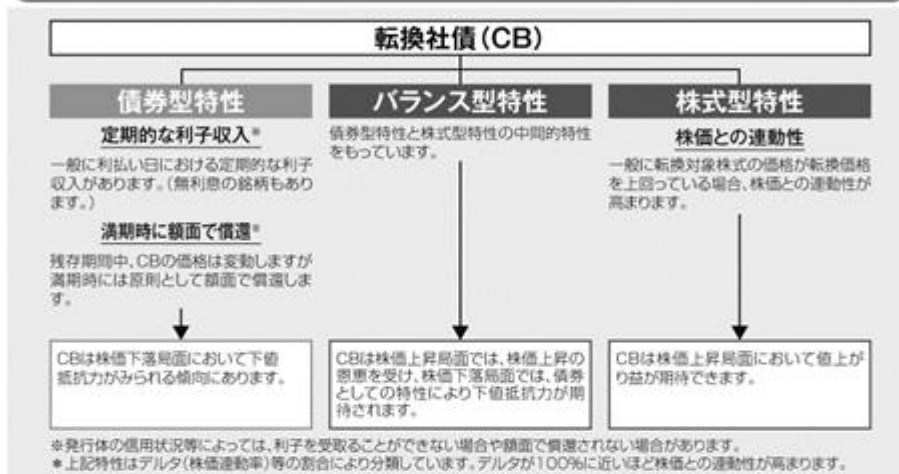 転換社債(CB)
債券型特性
定期的な利子収入※
一般に利払い日における定期的な利子
収入があります。(無利息の銘柄もあり
ます。)
満期時に額面で償還※
残存期間中、CBの価格は変動しますが
満期時には原則として額面で償還しま
す。
CBは株価下落局面において下値
抵抗力がみられる傾向にあります。
バランス型特性
債券型特性と株式型特性の中間的特性
をもっています。
CBは株価上昇局面では、株価上昇の
恩恵を受け、株価下落局面では、債券
としての特性により下値抵抗力が期
待されます。
株式型特性
株価との連動性
一般に転換対象株式の価格が転換価格
を上回っている場合、株価との連動性が
高まります。
CBは株価上昇局面において値上が
り益が期待できます。
※発行体の信用状況等によっては、利子を受取ることができない場合や額面で償還されない場合があります。
*上記特性はデルタ(株価連動率)等の割合により分類しています。デルタが100%に近いほど株価との連動性が高まります。